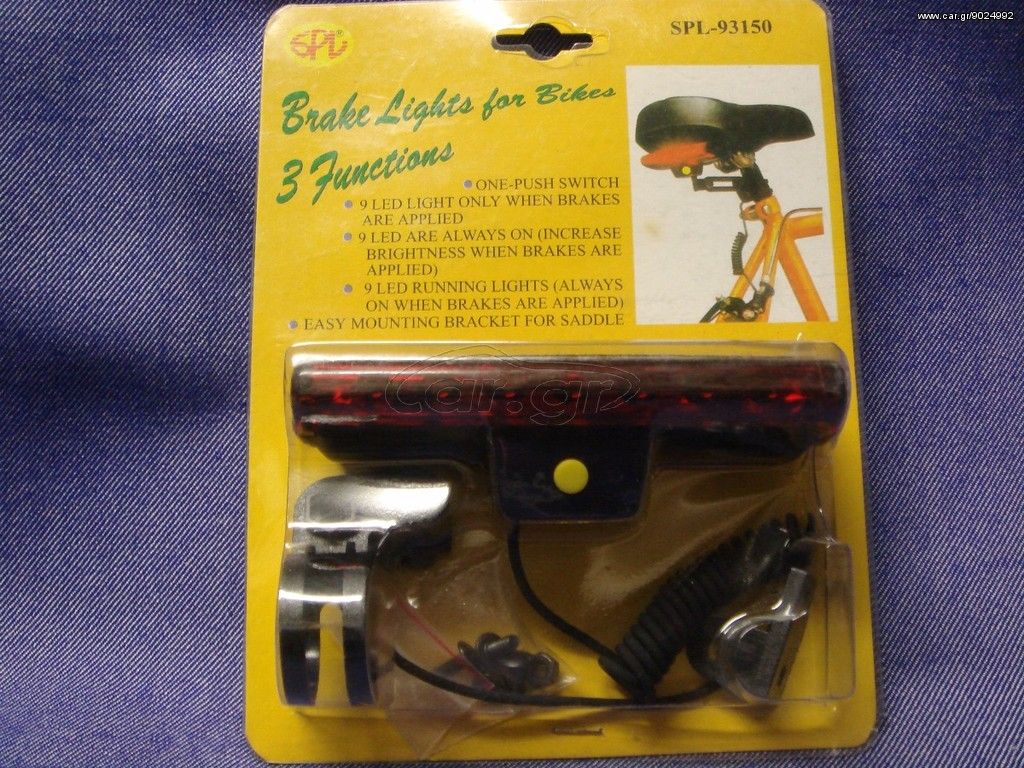 www.car.gr/9024992
SPL®
SPL-93150
Brake Lights for Bikes
3 Functions
ONE-PUSH SWITCH
9 LED LIGHT ONLY WHEN BRAKES
ARE APPLIED
9 LED ARE ALWAYS ON (INCREASE
BRIGHTNESS WHEN BRAKES ARE
APPLIED)
9 LED RUNNING LIGHTS (ALWAYS
ON WHEN BRAKES ARE APPLIED)
EASY MOUNTING BRACKET FOR SADDLE
car.gr